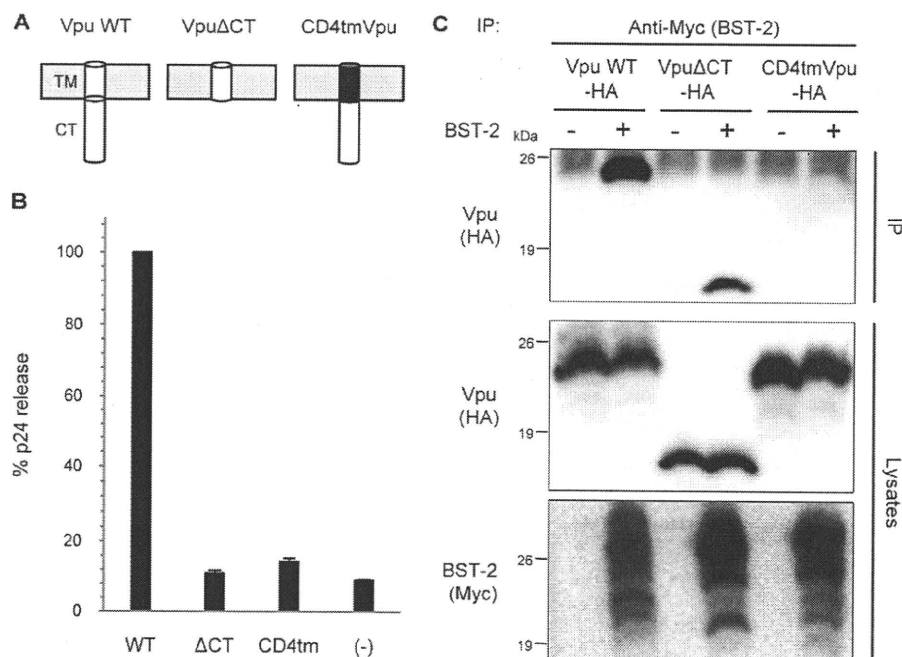 A
Vpu WT VpuΔCT CD4tmVpu
TM
CT
B
% p24 release
100
80
60
40
20
0
WT ΔCT CD4tm (-)
C
IP: Anti-Myc (BST-2)
Vpu WT -HA
VpuΔCT -HA
CD4tmVpu -HA
BST-2 kDa - + - + - +
26
19
Vpu (HA)
IP
26
19
Vpu (HA)
26
19
BST-2 (Myc)
Lysates